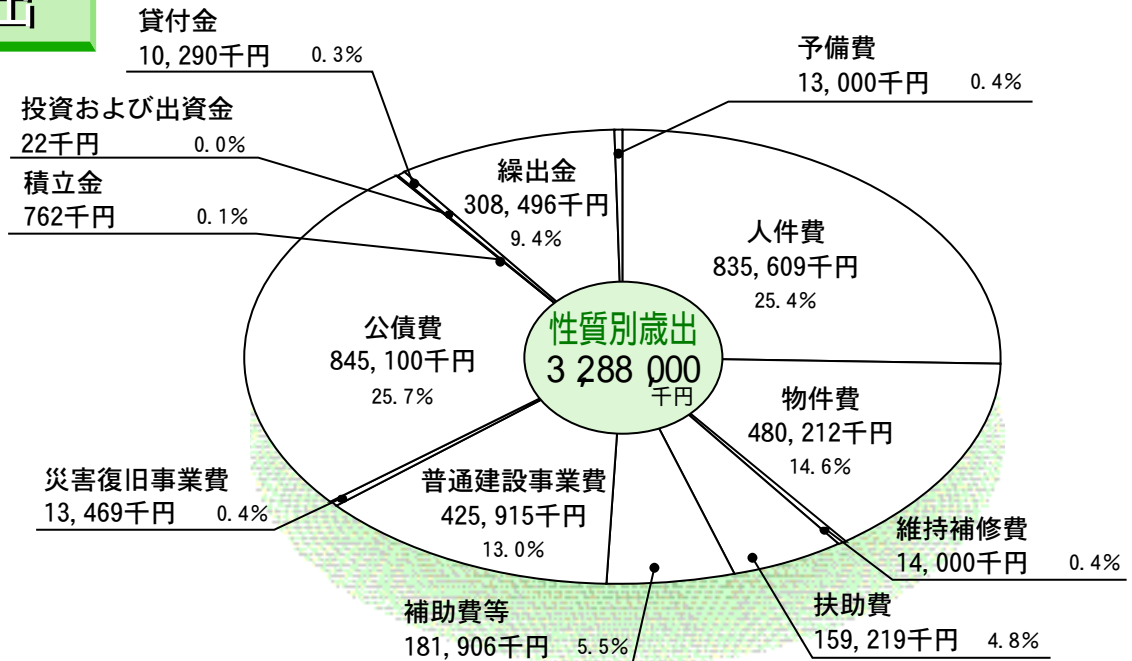 貸付金
10,290千円 0.3%
予備費
13,000千円 0.4%
投資および出資金
22千円 0.0%
積立金
762千円 0.1%
繰出金
308,496千円
9.4%
人件費
835,609千円
25.4%
公債費
845,100千円
25.7%
性質別歳出
3,288,000
千円
物件費
480,212千円
14.6%
災害復旧事業費
13,469千円 0.4%
普通建設事業費
425,915千円
13.0%
維持補修費
14,000千円 0.4%
補助費等
181,906千円 5.5%
扶助費
159,219千円 4.8%